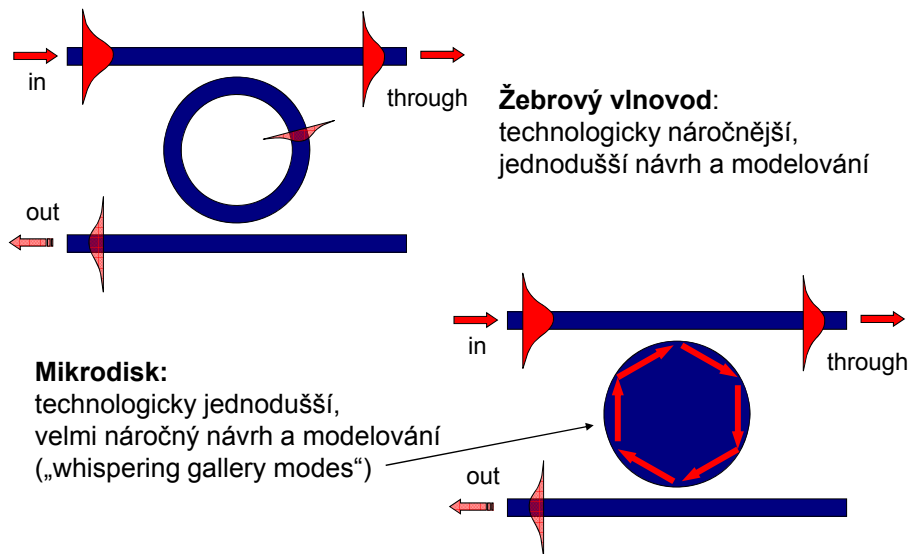 in
through
Žebrový vlnovod:
technologicky náročnější,
jednodušší návrh a modelování
out
in
through
Mikrodisk:
technologicky jednodušší,
velmi náročný návrh a modelování
(„whispering gallery modes“)
out